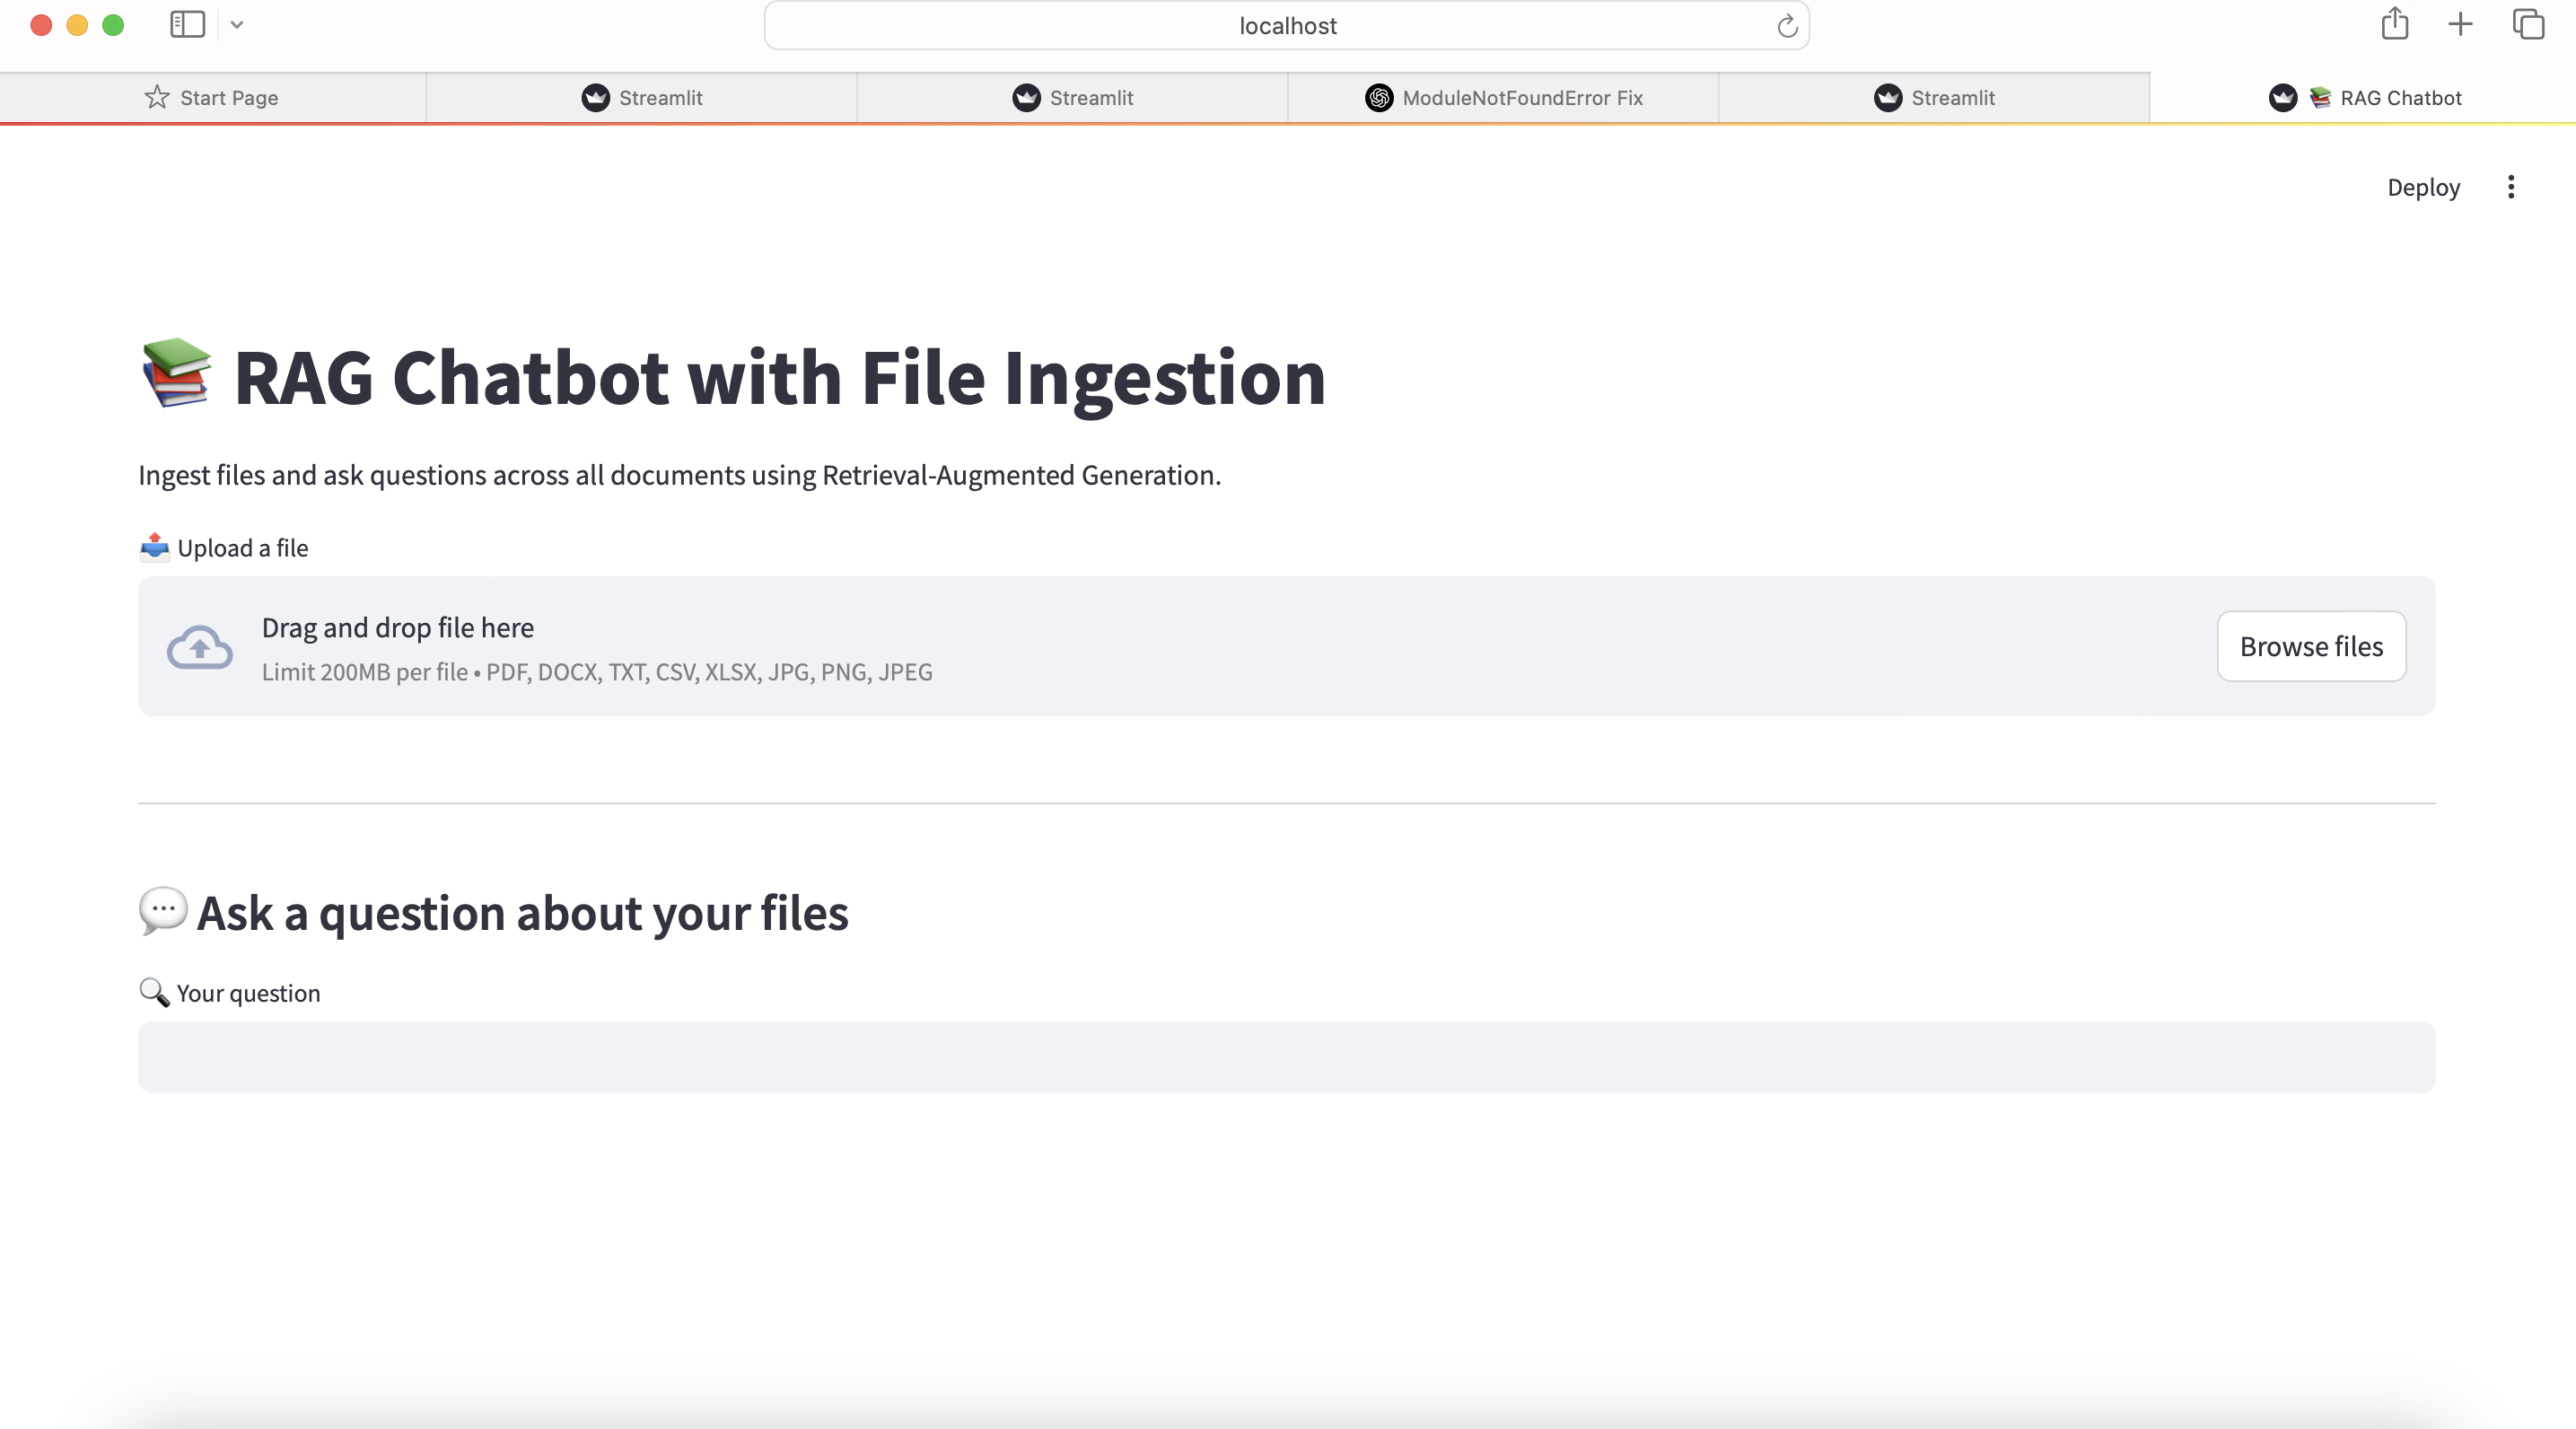 localhost
Start Page
Streamlit
Streamlit
ModuleNotFoundError Fix
Streamlit
📚 RAG Chatbot
Deploy
📚 RAG Chatbot with File Ingestion
Ingest files and ask questions across all documents using Retrieval-Augmented Generation.
📤 Upload a file
Drag and drop file here
Limit 200MB per file • PDF, DOCX, TXT, CSV, XLSX, JPG, PNG, JPEG
Browse files
💬 Ask a question about your files
🔍 Your question